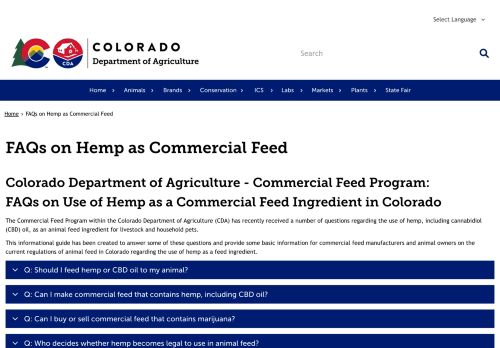 Select Language
COLORADO
Department of Agriculture
CDA
Search
Home
Animals
Brands
Conservation
ICS
Labs
Markets
Plants
State Fair
Home › FAQs on Hemp as Commercial Feed
FAQs on Hemp as Commercial Feed
Colorado Department of Agriculture - Commercial Feed Program:
FAQs on Use of Hemp as a Commercial Feed Ingredient in Colorado
The Commercial Feed Program within the Colorado Department of Agriculture (CDA) has recently received a number of questions regarding the use of hemp, including cannabidiol
(CBD) oil, as an animal feed ingredient for livestock and household pets.
This informational guide has been created to answer some of these questions and provide some basic information for commercial feed manufacturers and animal owners on the
current regulations of animal feed in Colorado regarding the use of hemp as a feed ingredient.
Q: Should I feed hemp or CBD oil to my animal?
Q: Can I make commercial feed that contains hemp, including CBD oil?
Q: Can I buy or sell commercial feed that contains marijuana?
Q: Who decides whether hemp becomes legal to use in animal feed?